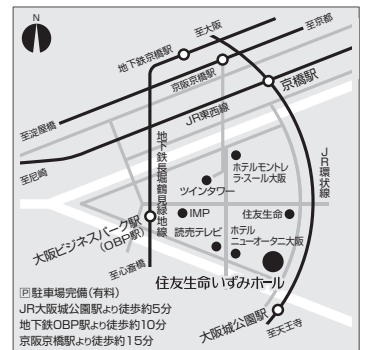 N
至大阪
至京都
地下鉄京橋駅
京阪京橋駅
京橋駅
至淀屋橋
JR東西線
至尼崎
地下鉄長堀鶴見緑地線
JR環状線
ホテルモントレ
ラ・スール大阪
ツインタワー
IMP
住友生命
大阪ビジネスパーク駅
(OBP駅)
読売テレビ
ホテル
ニューオータニ大阪
至心斎橋
住友生命いずみホール
P駐車場完備(有料)
JR大阪城公園駅より徒歩約5分
地下鉄OBP駅より徒歩約10分
京阪京橋駅より徒歩約15分
大阪城公園駅
至天王寺